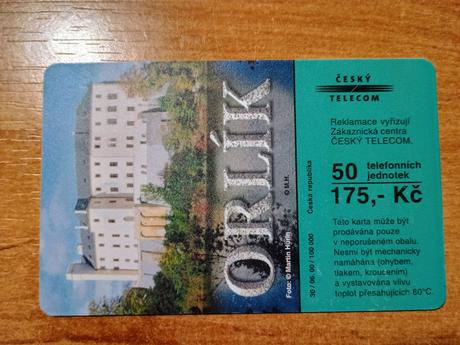 ORLÍK
Foto: © Martin Hurin
© M.H.
30 / 06. 00 / 100 000
Česká republika
ČESKÝ
TELECOM
Reklamace vyřizují
Zákaznická centra
ČESKÝ TELECOM.
50 telefonních
jednotek
175,- Kč
Tato karta může být
prodávána pouze
v neporušeném obalu.
Nesmí být mechanicky
namáhána (ohybem,
tlakem, kroucením)
a vystavována vlivu
teplot přesahujících 60°C.